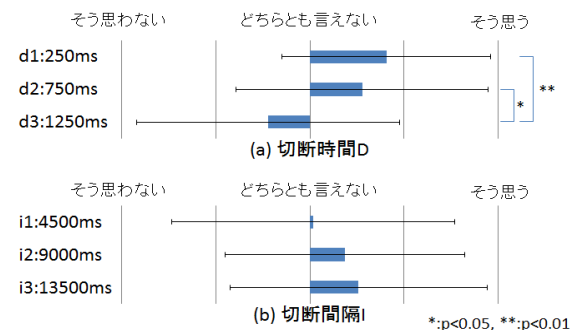 そう思わない どちらとも言えない そう思う
d1:250ms
d2:750ms
d3:1250ms
* **
(a) 切断時間D
そう思わない どちらとも言えない そう思う
i1:4500ms
i2:9000ms
i3:13500ms
(b) 切断間隔I
*:p<0.05, **:p<0.01